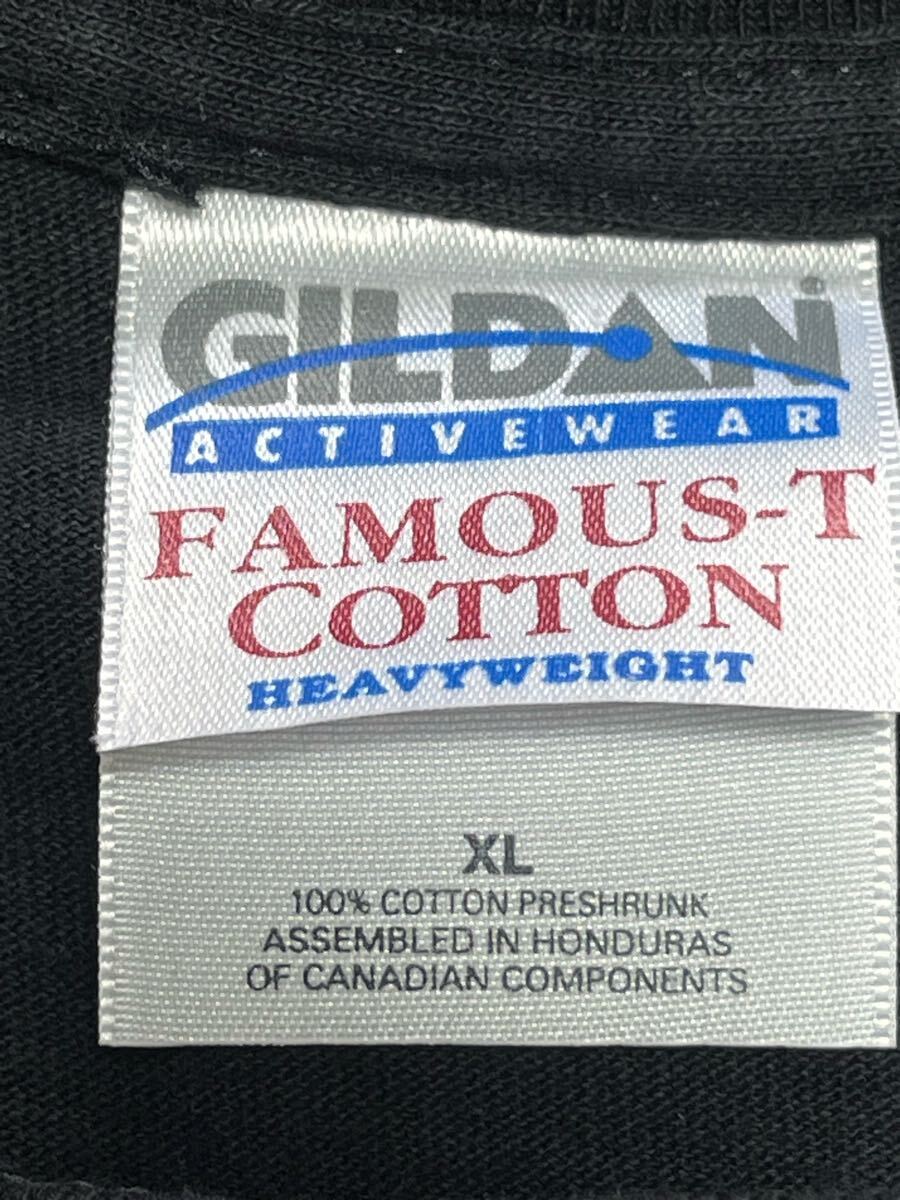 GILDAN
ACTIVEWEAR
FAMOUS-T
COTTON
HEAVYWEIGHT
XL
100% COTTON PRESHRUNK
ASSEMBLED IN HONDURAS
OF CANADIAN COMPONENTS